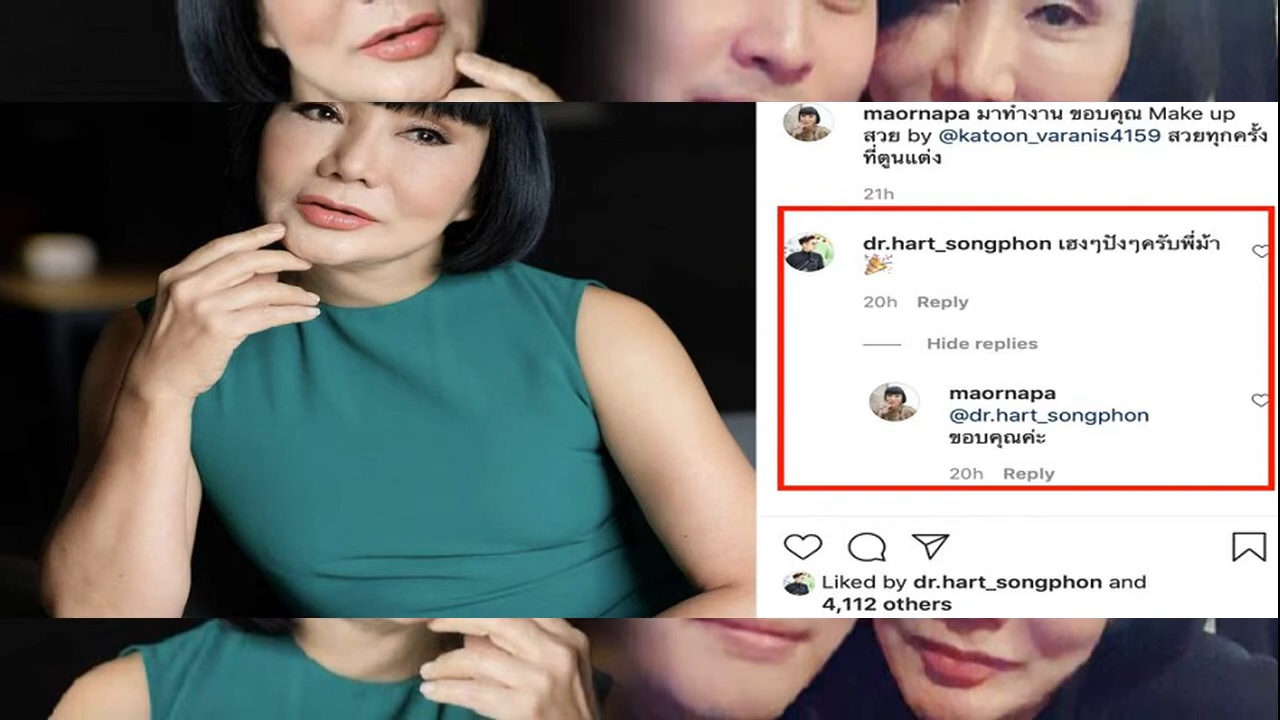 maornapa มาทำงาน ขอบคุณ Make up
สวย by @katoon_varanis4159 สวยทุกครั้ง
ที่ตูนแต่ง
21h
dr.hart_songphon เฮงๆปังๆครับพี่ม้า
🎉
20h Reply
Hide replies
maornapa
@dr.hart_songphon
ขอบคุณค่ะ
20h Reply
Liked by dr.hart_songphon and
4,112 others